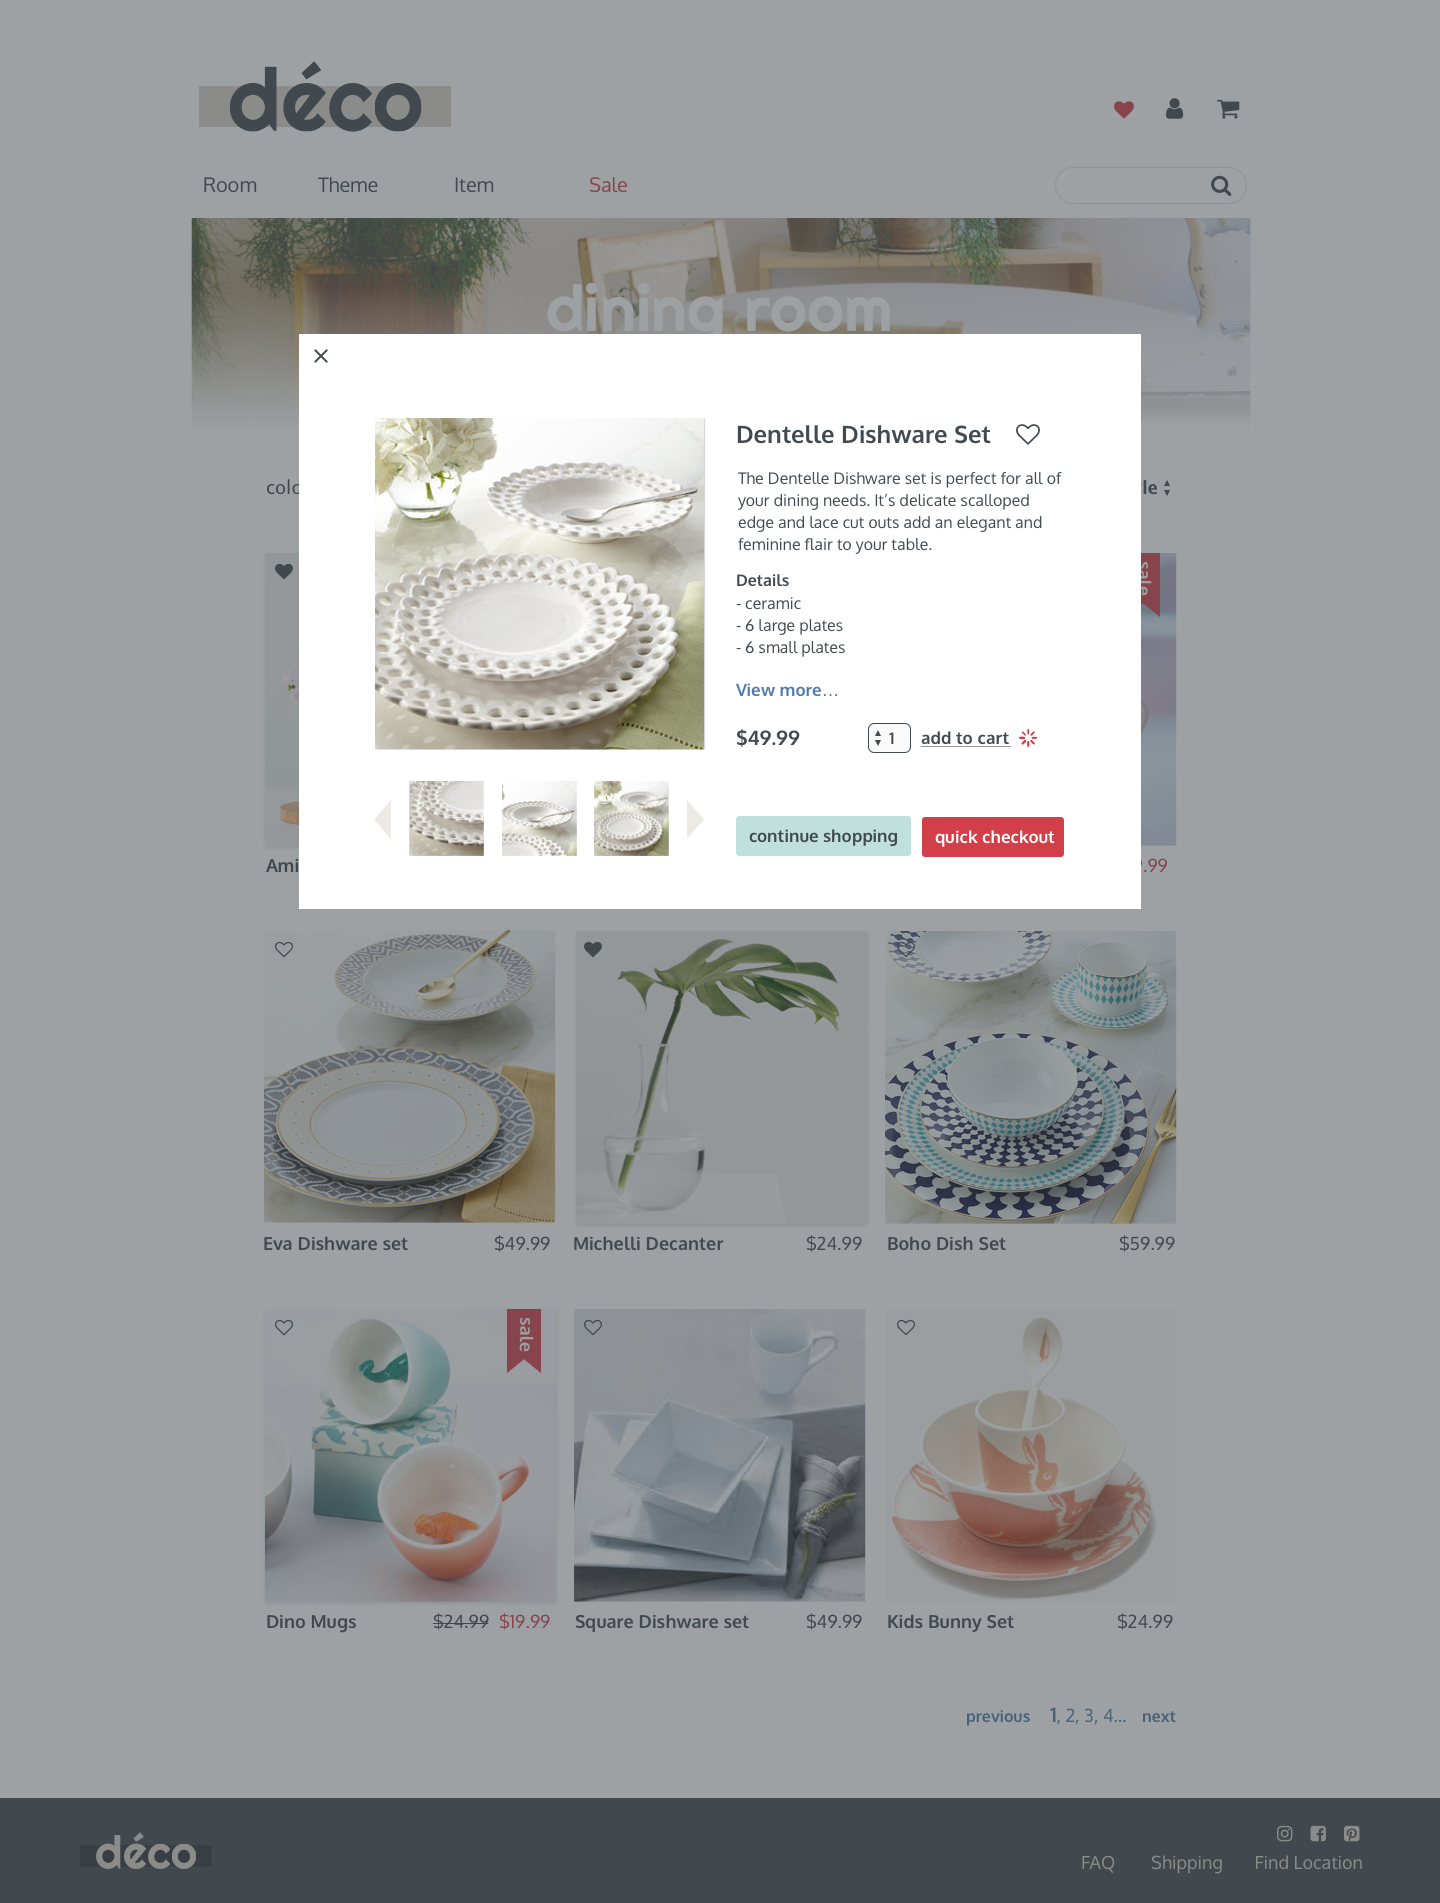 déco
Room Theme Item Sale
dining room
Dentelle Dishware Set
The Dentelle Dishware set is perfect for all of
your dining needs. It’s delicate scalloped
edge and lace cut outs add an elegant and
feminine flair to your table.
Details
- ceramic
- 6 large plates
- 6 small plates
View more...
$49.99 1 add to cart
continue shopping quick checkout
sale
Eva Dishware set $49.99
Michelli Decanter $24.99
Boho Dish Set $59.99
sale
Dino Mugs $24.99 $19.99
Square Dishware set $49.99
Kids Bunny Set $24.99
previous 1, 2, 3, 4... next
déco
FAQ Shipping Find Location